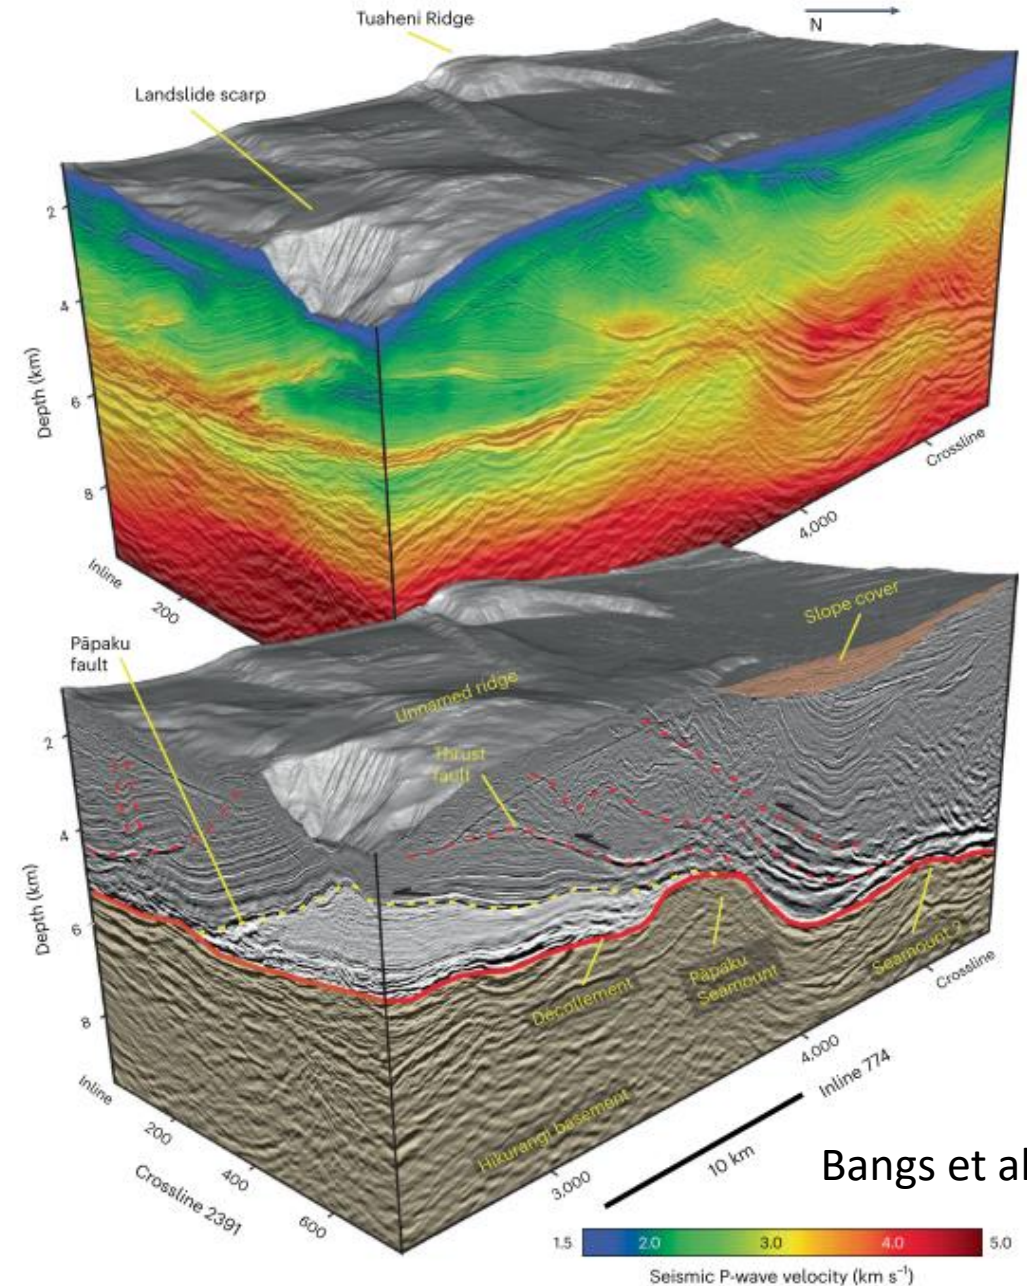 Tuaheni Ridge
N
Landslide scarp
2
4
6
8
Depth (km)
Inline
200
4,000
Crossline
Pāpaku
fault
Unnamed ridge
Thrust
fault
Slope cover
2
4
6
8
Depth (km)
Décollement
Pāpaku
Seamount
Seamount ?
Crossline
Hikurangi basement
Inline
200
400
600
Crossline 2391
3,000
4,000
Inline 774
10 km
Bangs et al
1.5 2.0 3.0 4.0 5.0
Seismic P-wave velocity (km s⁻¹)